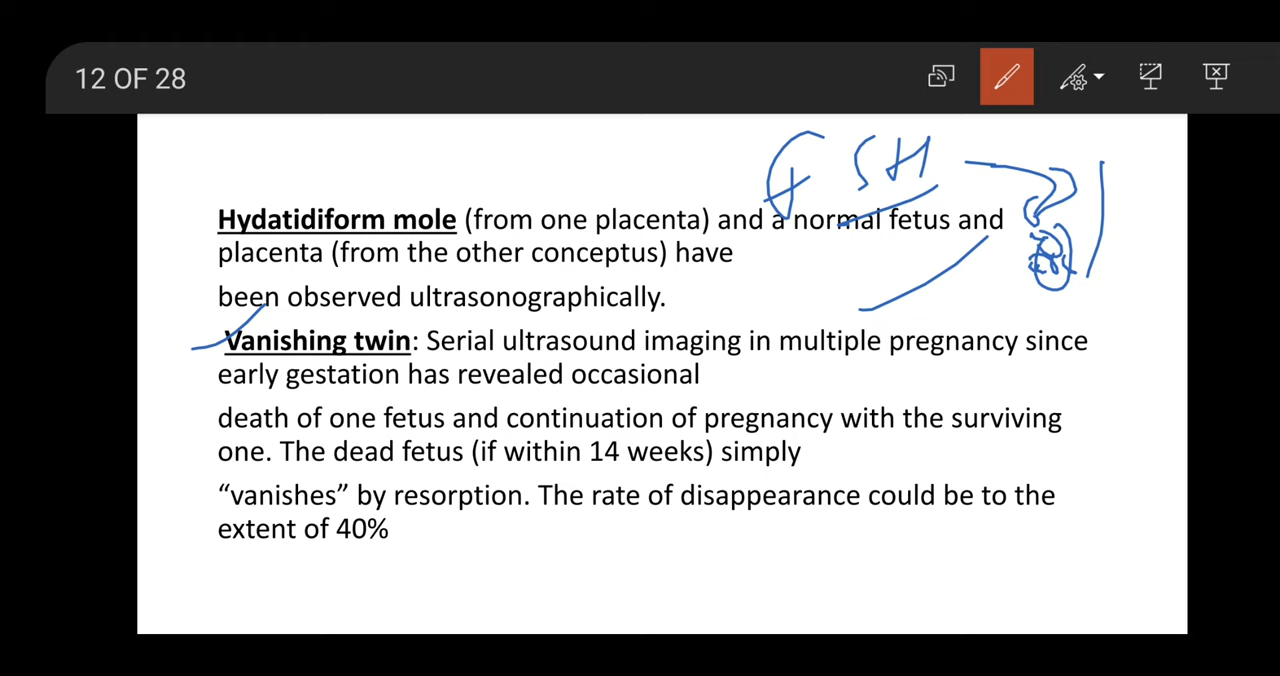 12 OF 28
FSH
Hydatidiform mole (from one placenta) and a normal fetus and
placenta (from the other conceptus) have
been observed ultrasonographically.
Vanishing twin: Serial ultrasound imaging in multiple pregnancy since
early gestation has revealed occasional
death of one fetus and continuation of pregnancy with the surviving
one. The dead fetus (if within 14 weeks) simply
“vanishes” by resorption. The rate of disappearance could be to the
extent of 40%